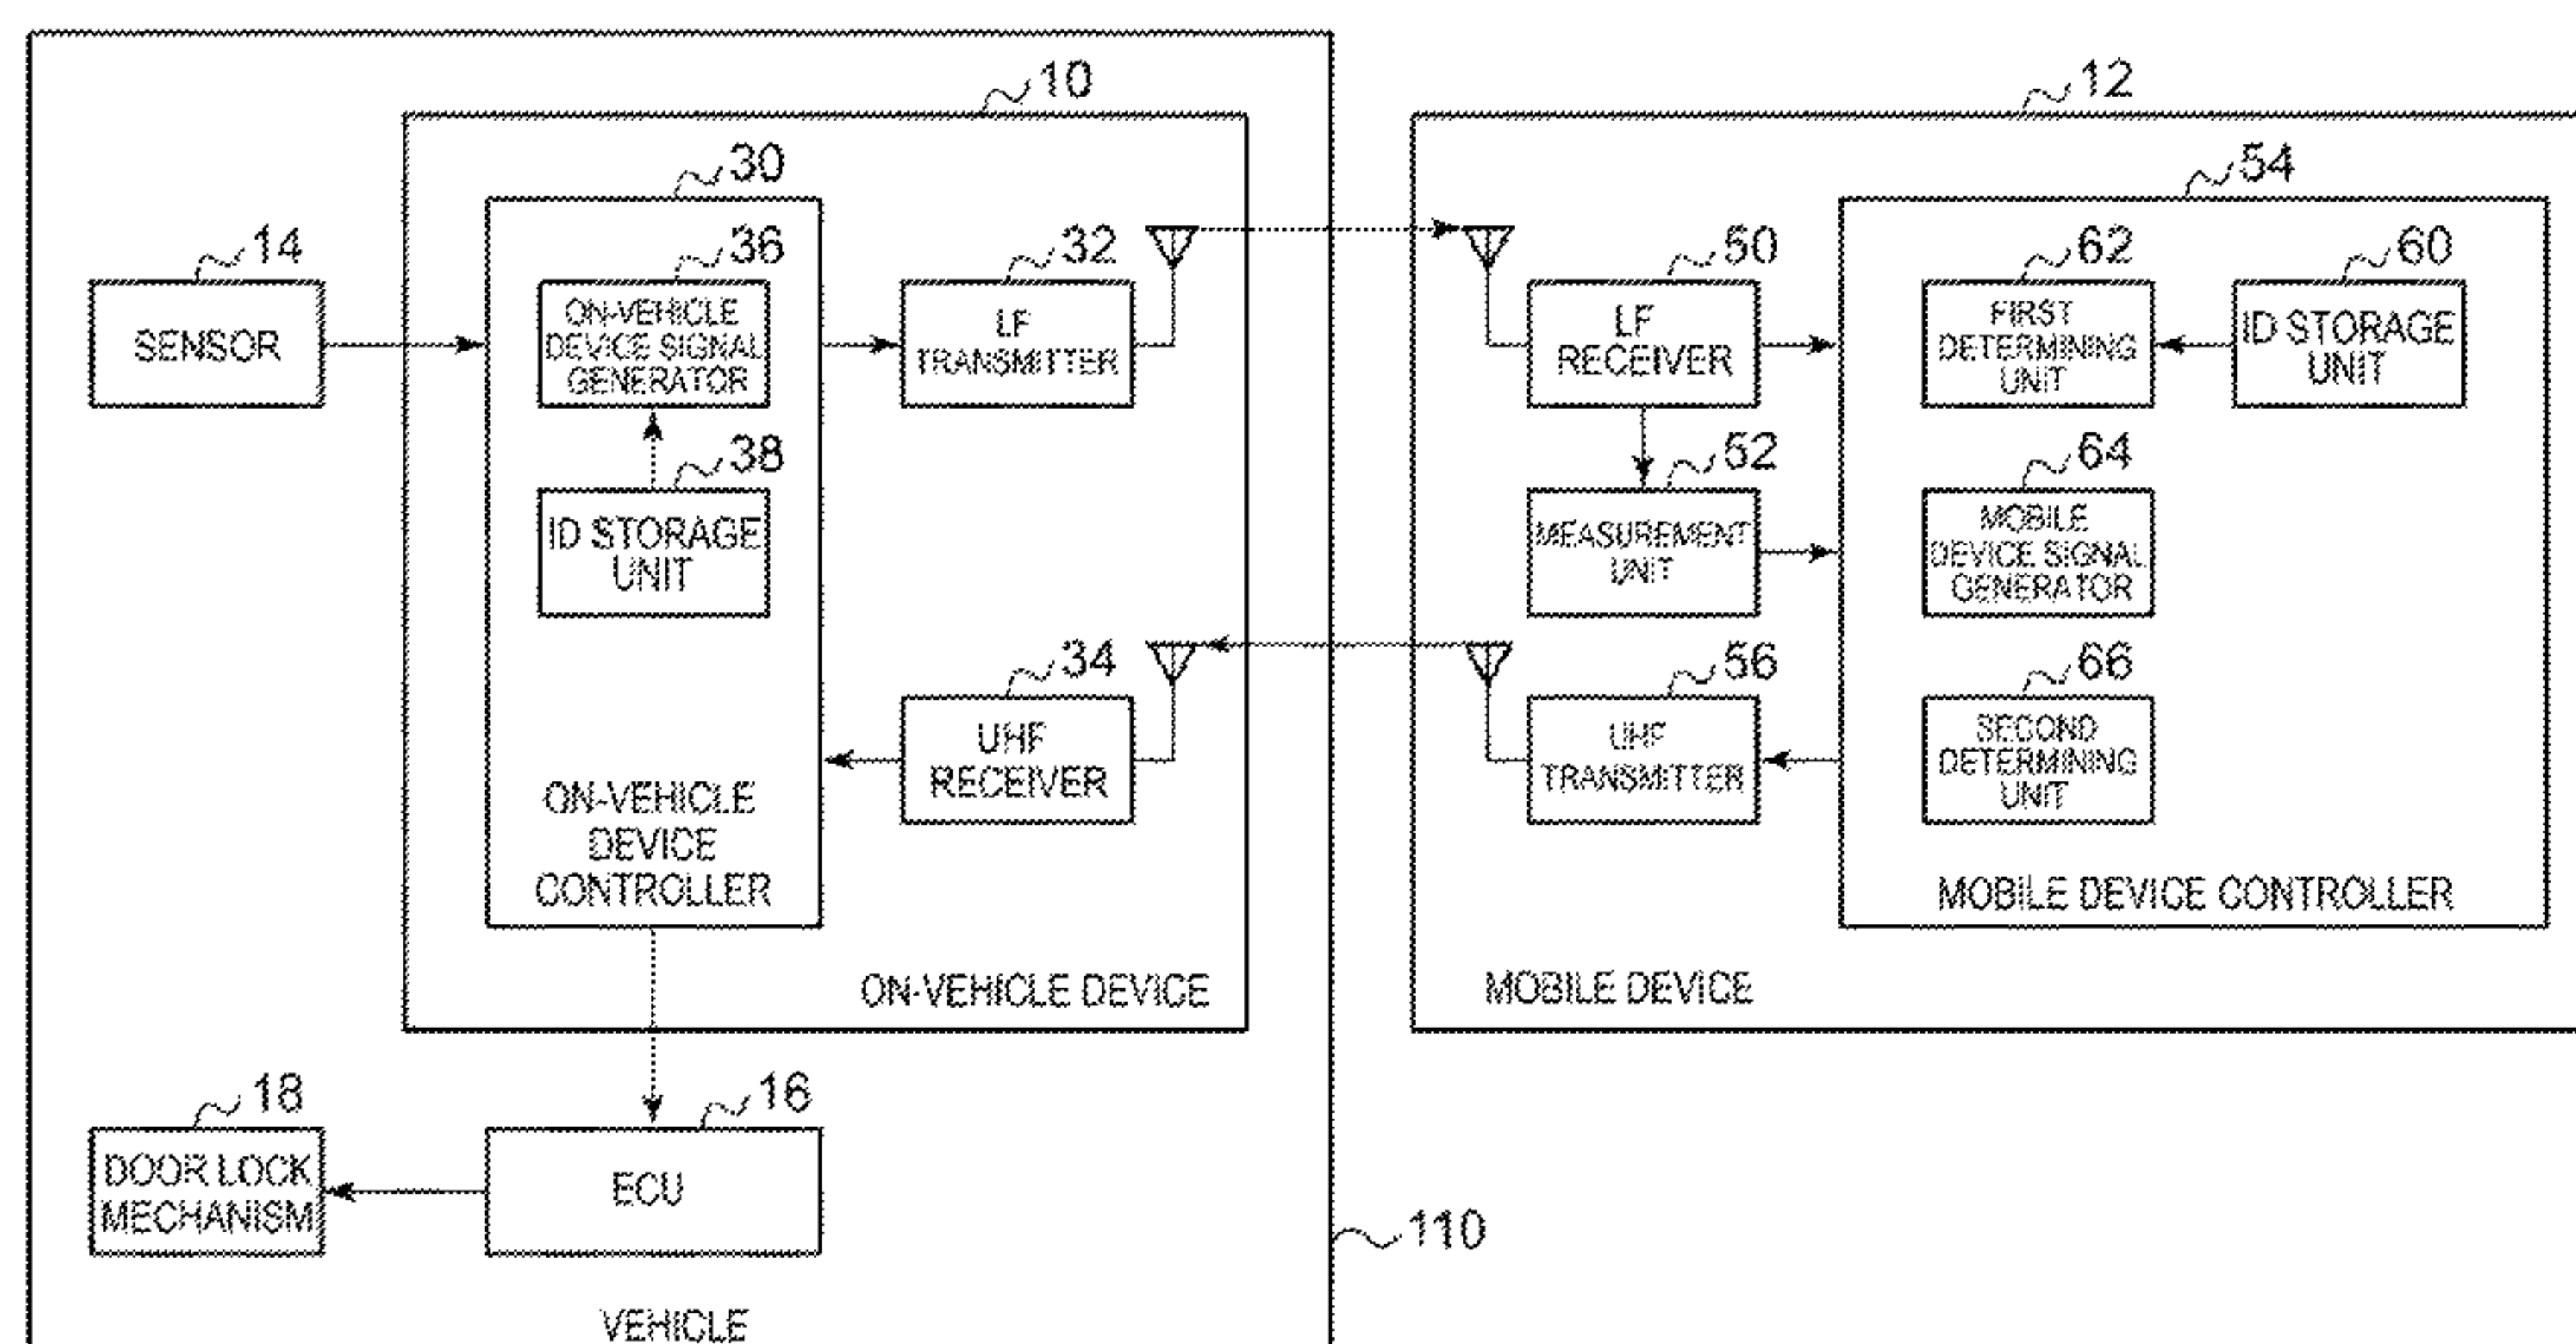 10
12
30
54
14
36
32
50
62
60
SENSOR
ON-VEHICLE
DEVICE SIGNAL
GENERATOR
LF
TRANSMITTER
LF
RECEIVER
FIRST
DETERMINING
UNIT
ID STORAGE
UNIT
38
52
64
ID STORAGE
UNIT
MEASUREMENT
UNIT
MOBILE
DEVICE SIGNAL
GENERATOR
34
56
66
UHF
RECEIVER
UHF
TRANSMITTER
SECOND
DETERMINING
UNIT
ON-VEHICLE
DEVICE
CONTROLLER
MOBILE DEVICE CONTROLLER
ON-VEHICLE DEVICE
MOBILE DEVICE
18
16
DOOR LOCK
MECHANISM
ECU
110
VEHICLE